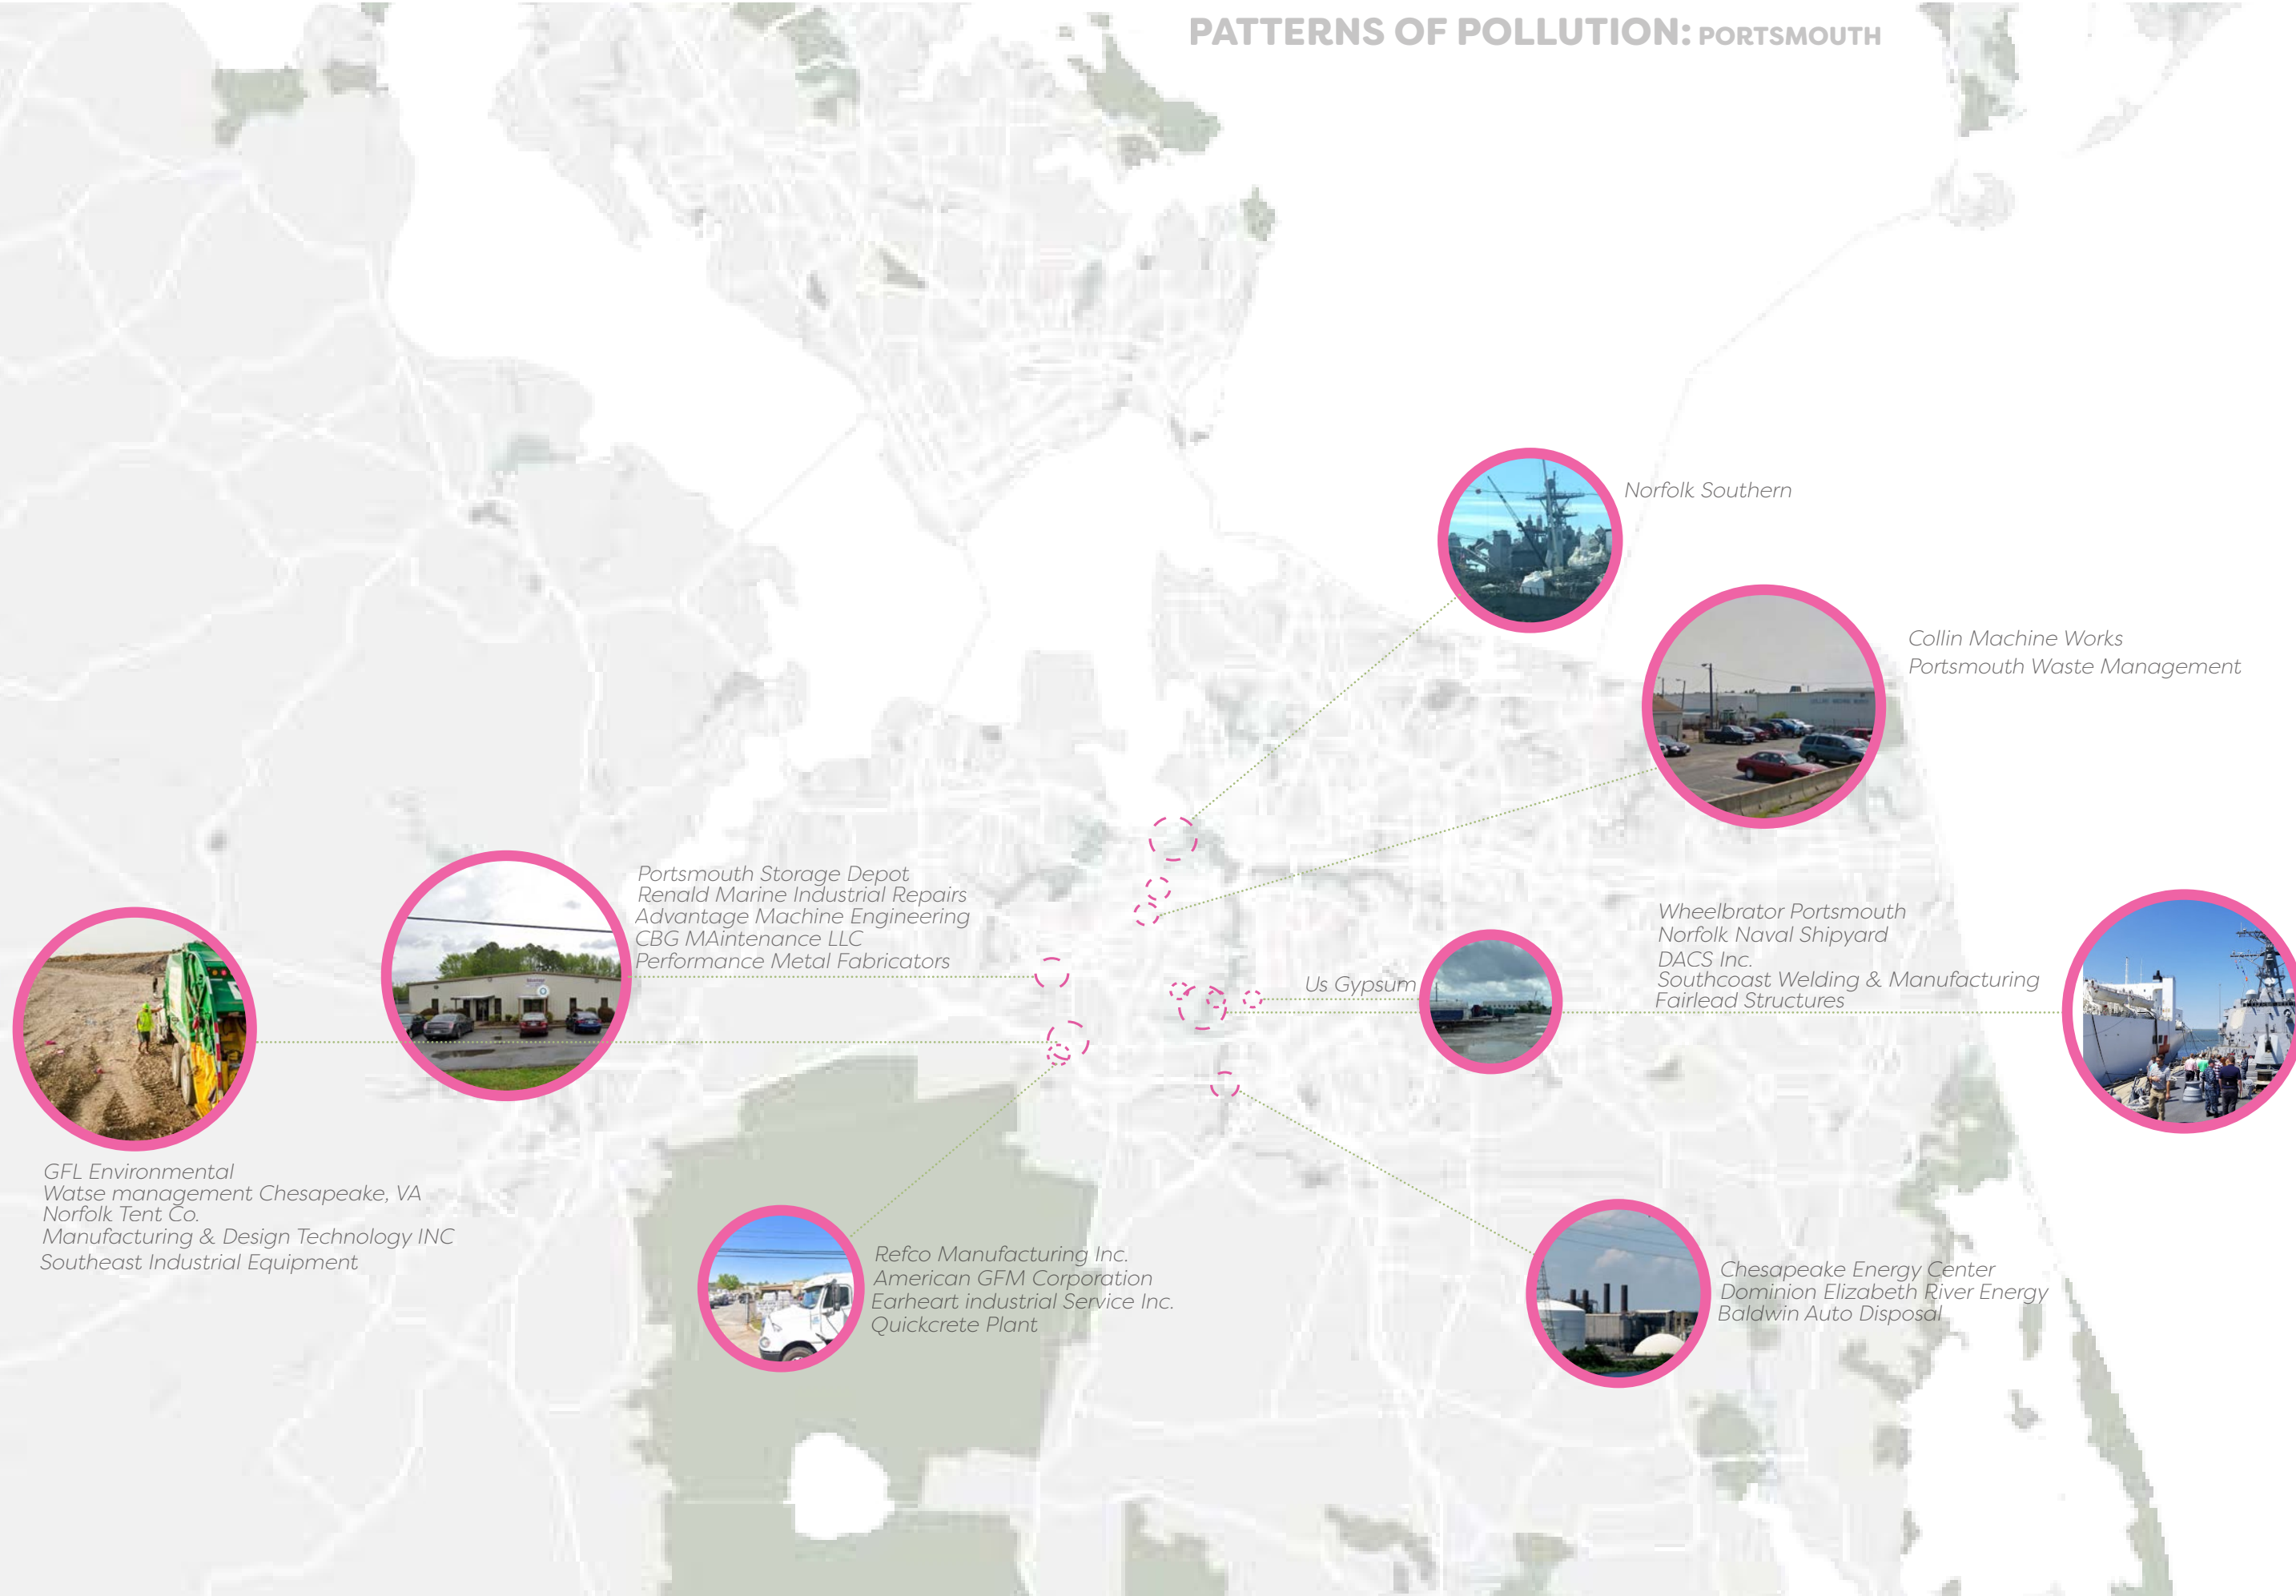 PATTERNS OF POLLUTION: PORTSMOUTH
Norfolk Southern
Collin Machine Works
Portsmouth Waste Management
Portsmouth Storage Depot
Renald Marine Industrial Repairs
Advantage Machine Engineering
CBG MAintenance LLC
Performance Metal Fabricators
Us Gypsum
Wheelbrator Portsmouth
Norfolk Naval Shipyard
DACS Inc.
Southcoast Welding & Manufacturing
Fairlead Structures
GFL Environmental
Watse management Chesapeake, VA
Norfolk Tent Co.
Manufacturing & Design Technology INC
Southeast Industrial Equipment
Refco Manufacturing Inc.
American GFM Corporation
Earheart industrial Service Inc.
Quickcrete Plant
Chesapeake Energy Center
Dominion Elizabeth River Energy
Baldwin Auto Disposal